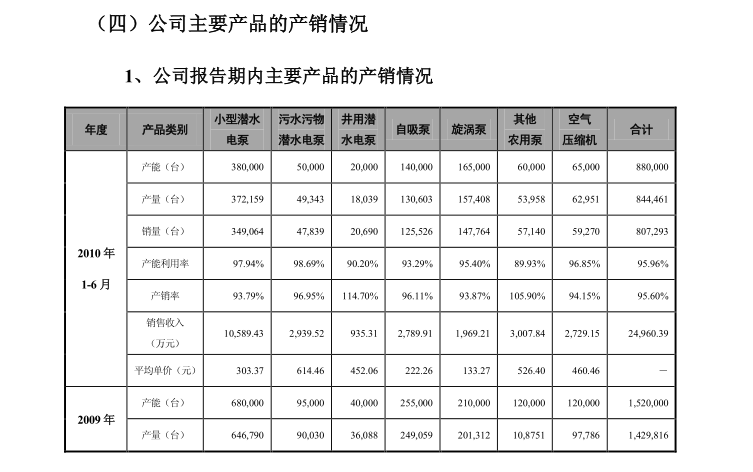 （四）公司主要产品的产销情况
1、公司报告期内主要产品的产销情况
年度 产品类别 小型潜水电泵 污水污物潜水电泵 井用潜水电泵 自吸泵 旋涡泵 其他农用泵 空气压缩机 合计
2010 年 1-6 月
产能（台） 380,000 50,000 20,000 140,000 165,000 60,000 65,000 880,000
产量（台） 372,159 49,343 18,039 130,603 157,408 53,958 62,951 844,461
销量（台） 349,064 47,839 20,690 125,526 147,764 57,140 59,270 807,293
产能利用率 97.94% 98.69% 90.20% 93.29% 95.40% 89.93% 96.85% 95.96%
产销率 93.79% 96.95% 114.70% 96.11% 93.87% 105.90% 94.15% 95.60%
销售收入（万元） 10,589.43 2,939.52 935.31 2,789.91 1,969.21 3,007.84 2,729.15 24,960.39
平均单价（元） 303.37 614.46 452.06 222.26 133.27 526.40 460.46 —
2009 年
产能（台） 680,000 95,000 40,000 255,000 210,000 120,000 120,000 1,520,000
产量（台） 646,790 90,030 36,088 249,059 201,312 10,8751 97,786 1,429,816